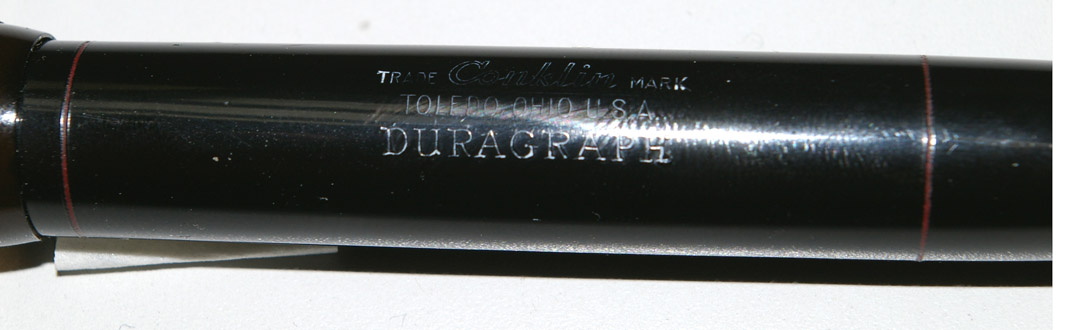 TRADE Conklin MARK
TOLEDO OHIO U.S.A.
DURAGRAPH